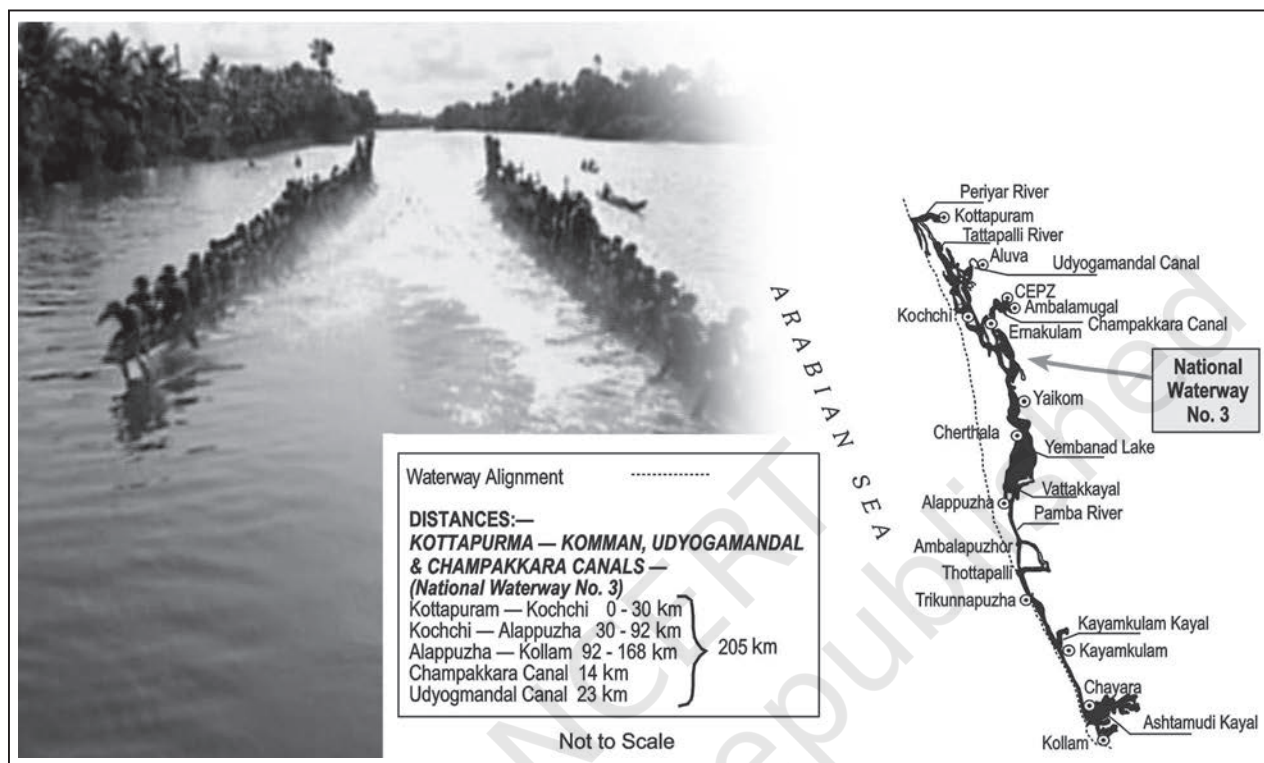 Periyar River
Kottapuram
Tattapalli River
Aluva
Udyogamandal Canal
CEPZ
Ambalamugal
Kochchi
Ernakulam
Champakkara Canal
ARABIAN SEA
National
Waterway
No. 3
Yaikom
Cherthala
Yembanad Lake
Vattakkayal
Alappuzha
Pamba River
Ambalapuzhor
Thottapalli
Trikunnapuzha
Kayamkulam Kayal
Kayamkulam
Chavara
Ashtamudi Kayal
Kollam
Waterway Alignment
DISTANCES:—
KOTTAPURMA — KOMMAN, UDYOGAMANDAL
& CHAMPAKKARA CANALS —
(National Waterway No. 3)
Kottapuram — Kochchi 0 - 30 km
Kochchi — Alappuzha 30 - 92 km
Alappuzha — Kollam 92 - 168 km
205 km
Champakkara Canal 14 km
Udyogmandal Canal 23 km
Not to Scale
NCERT
republished